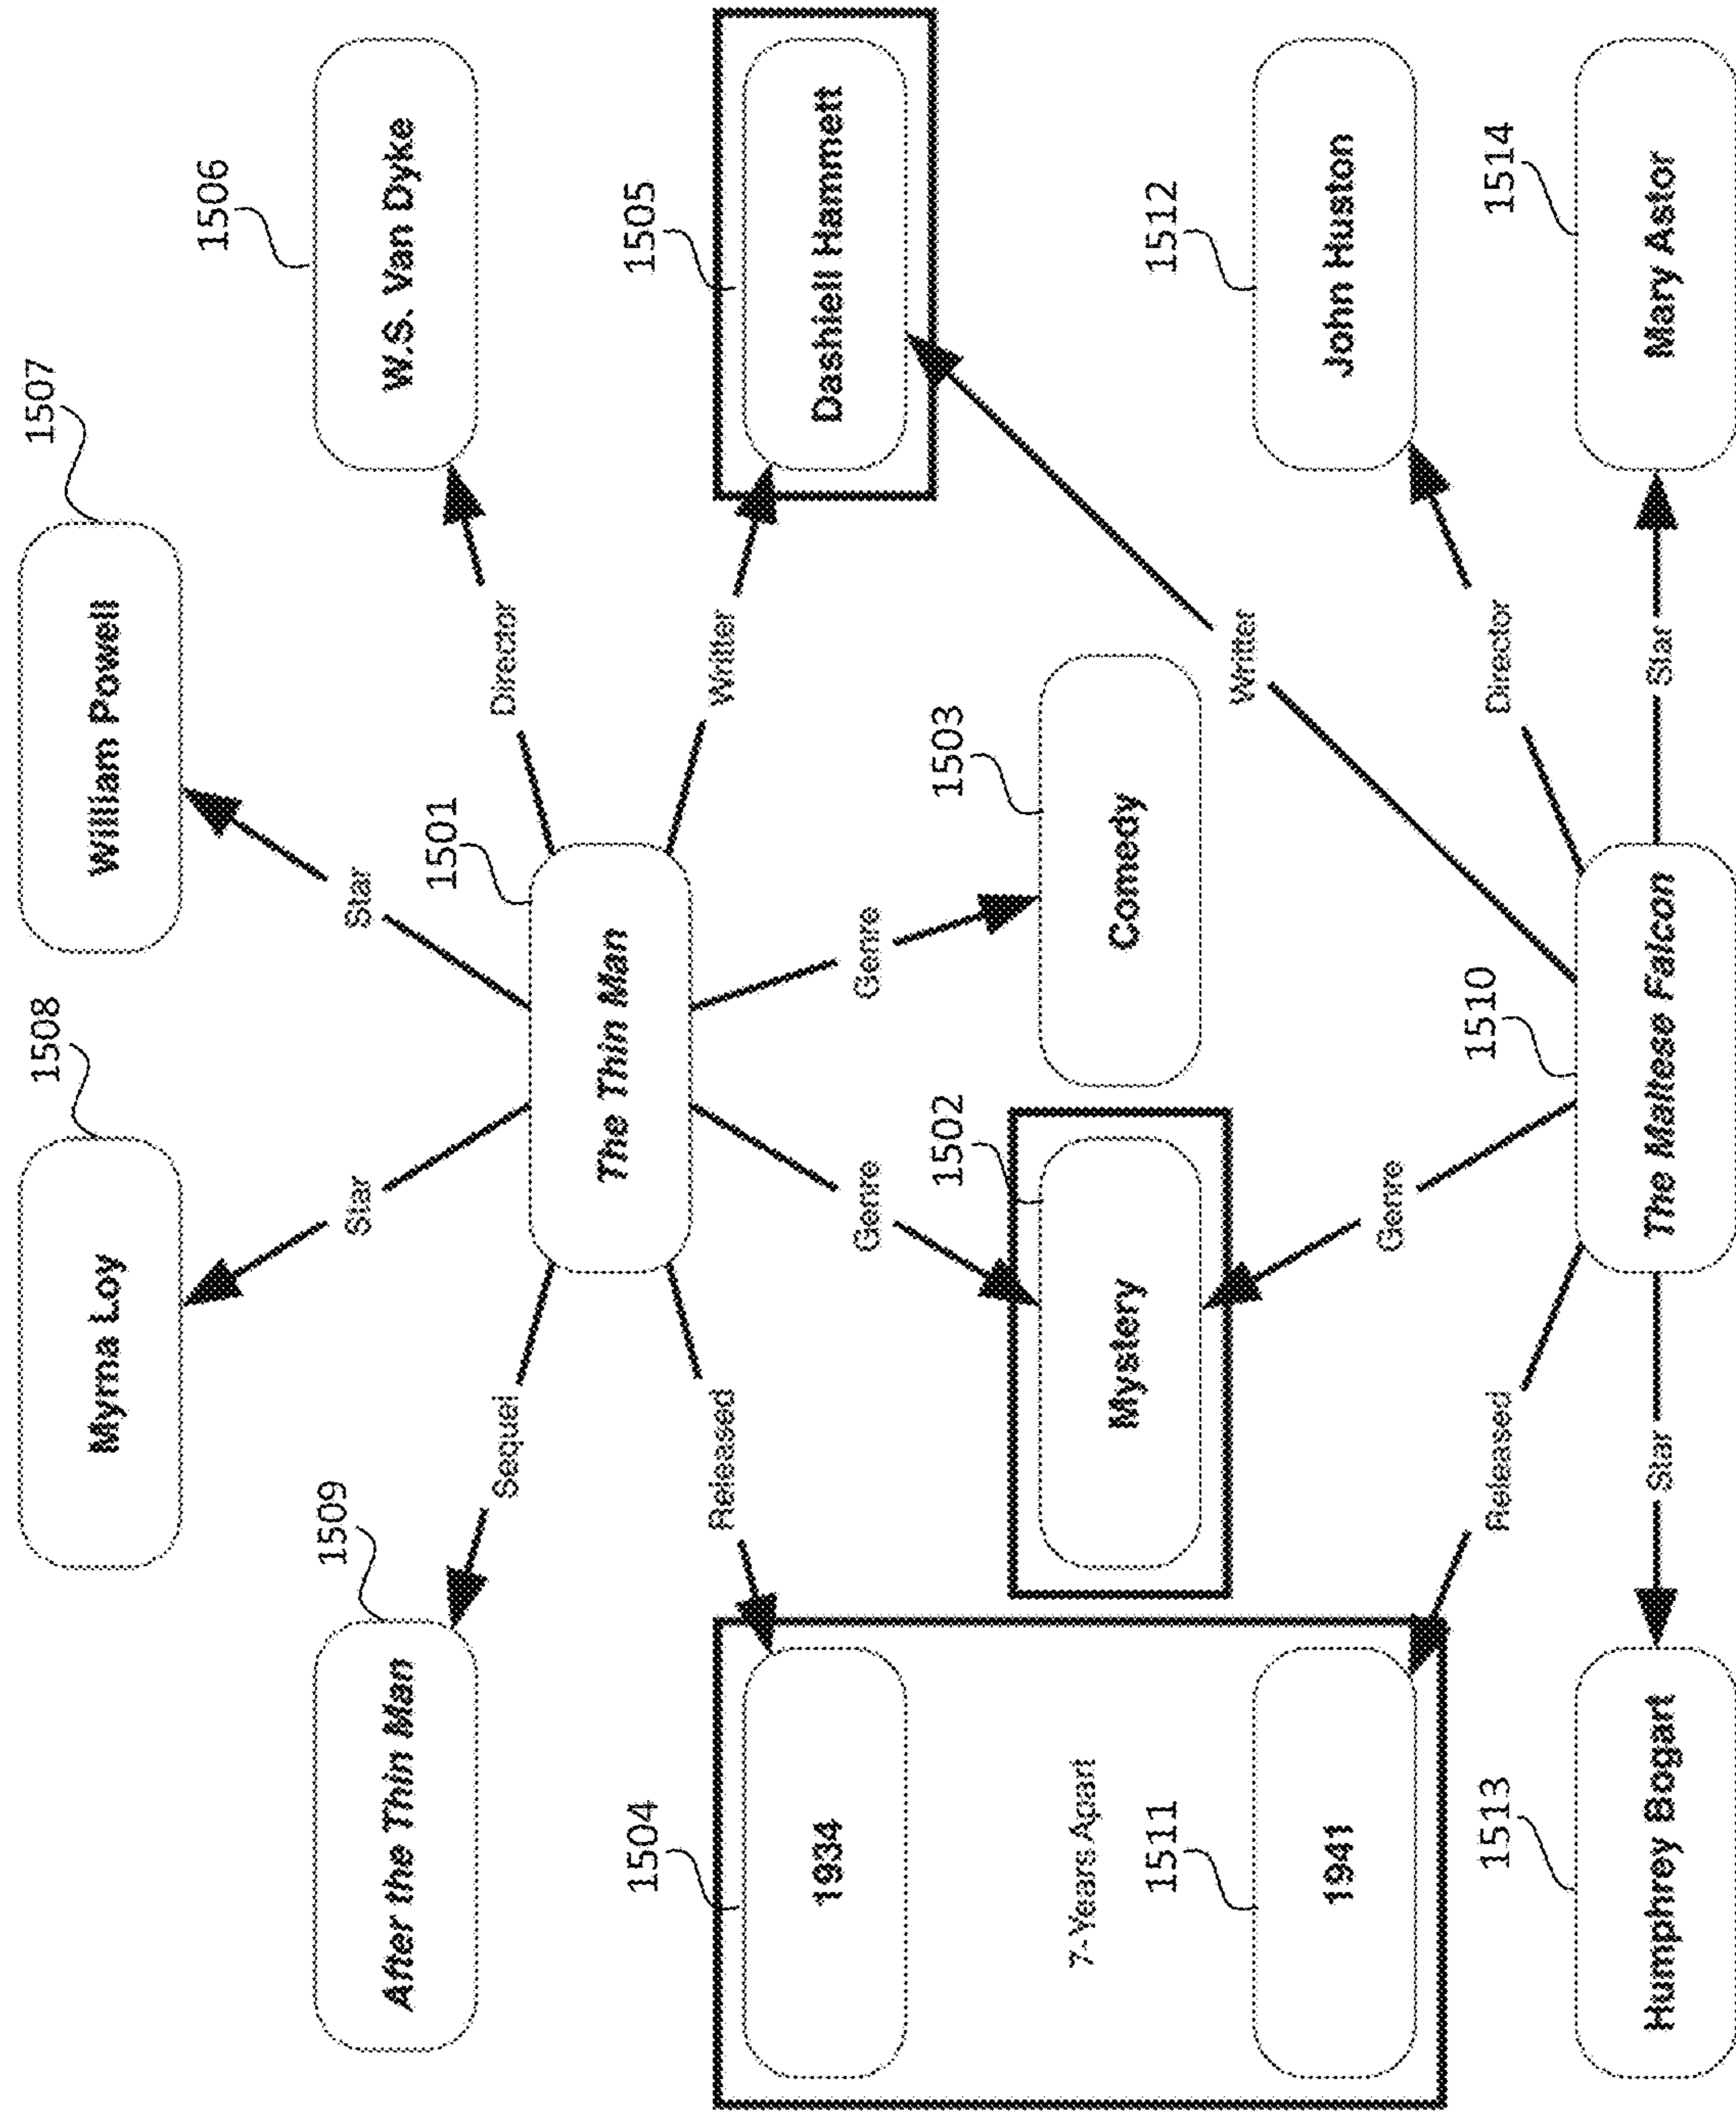 1508
1507
Myrna Loy
William Powell
1506
1509
Star
Star
After the Thin Man
W.S. Van Dyke
1501
Sequel
Director
The Thin Man
1504
1505
Released
Writer
1934
Dashiell Hammett
Genre
Genre
1502
1503
7-Years Apart
Mystery
Comedy
1511
1512
Writer
1941
John Huston
Genre
1510
Released
Director
1513
1514
Star
Star
Humphrey Bogart
The Maltese Falcon
Mary Astor